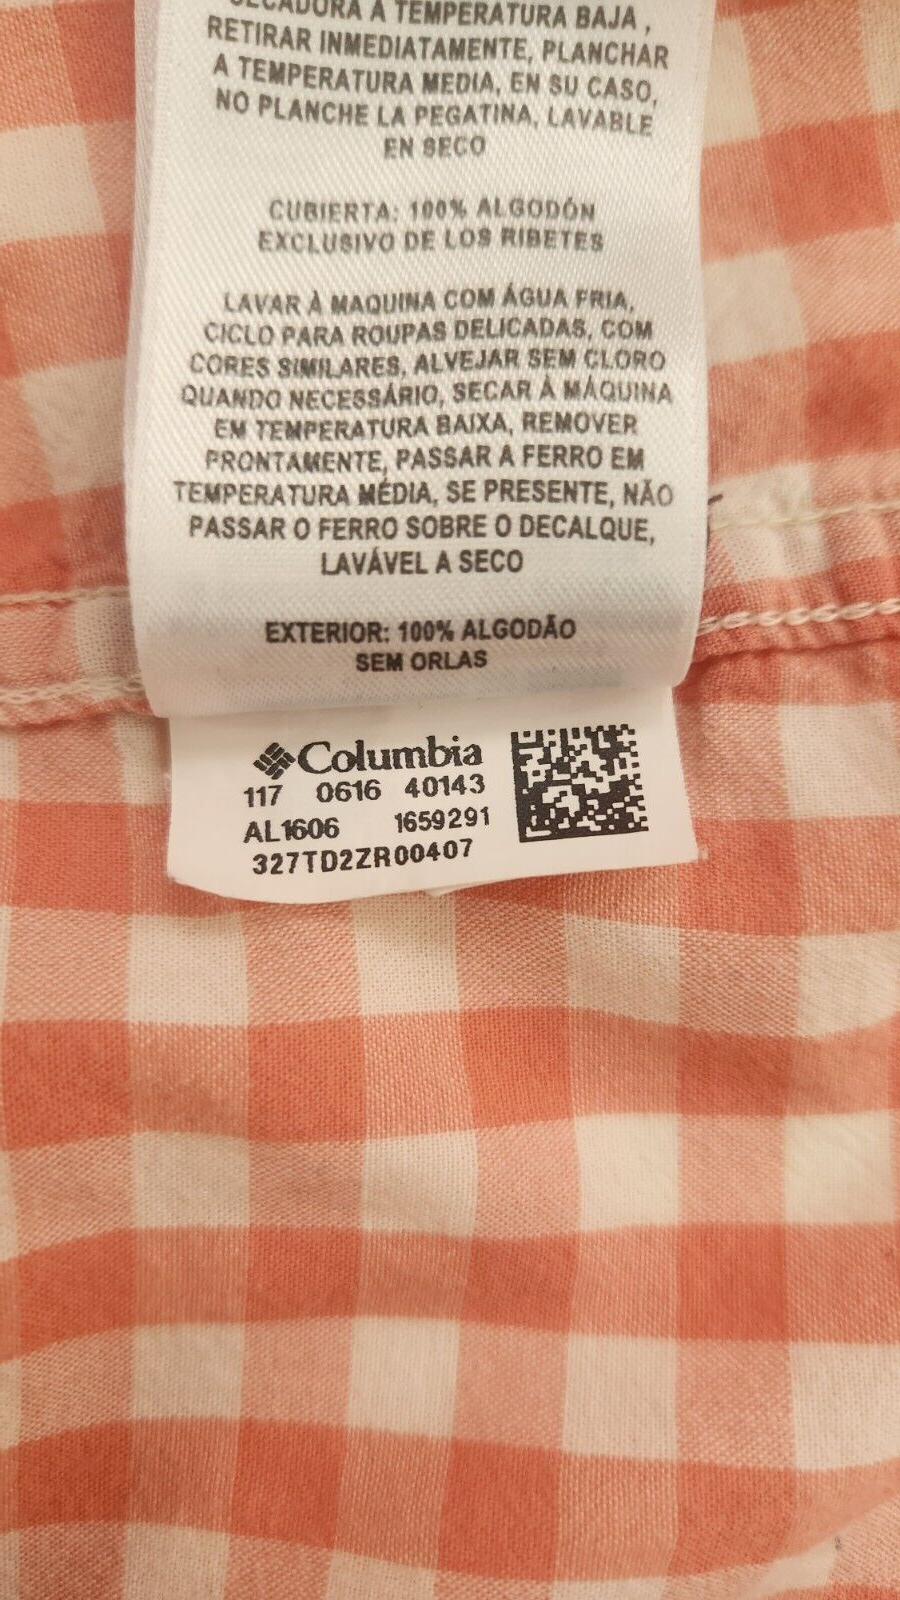 SECADORA A TEMPERATURA BAJA ,
RETIRAR INMEDIATAMENTE, PLANCHAR
A TEMPERATURA MEDIA, EN SU CASO,
NO PLANCHE LA PEGATINA, LAVABLE
EN SECO
CUBIERTA: 100% ALGODÓN
EXCLUSIVO DE LOS RIBETES
LAVAR À MAQUINA COM ÁGUA FRIA,
CICLO PARA ROUPAS DELICADAS, COM
CORES SIMILARES, ALVEJAR SEM CLORO
QUANDO NECESSÁRIO, SECAR À MÁQUINA
EM TEMPERATURA BAIXA, REMOVER
PRONTAMENTE, PASSAR A FERRO EM
TEMPERATURA MÉDIA, SE PRESENTE, NÃO
PASSAR O FERRO SOBRE O DECALQUE,
LAVÁVEL A SECO
EXTERIOR: 100% ALGODÃO
SEM ORLAS
Columbia
117 0616 40143
AL1606 1659291
327TD2ZR00407